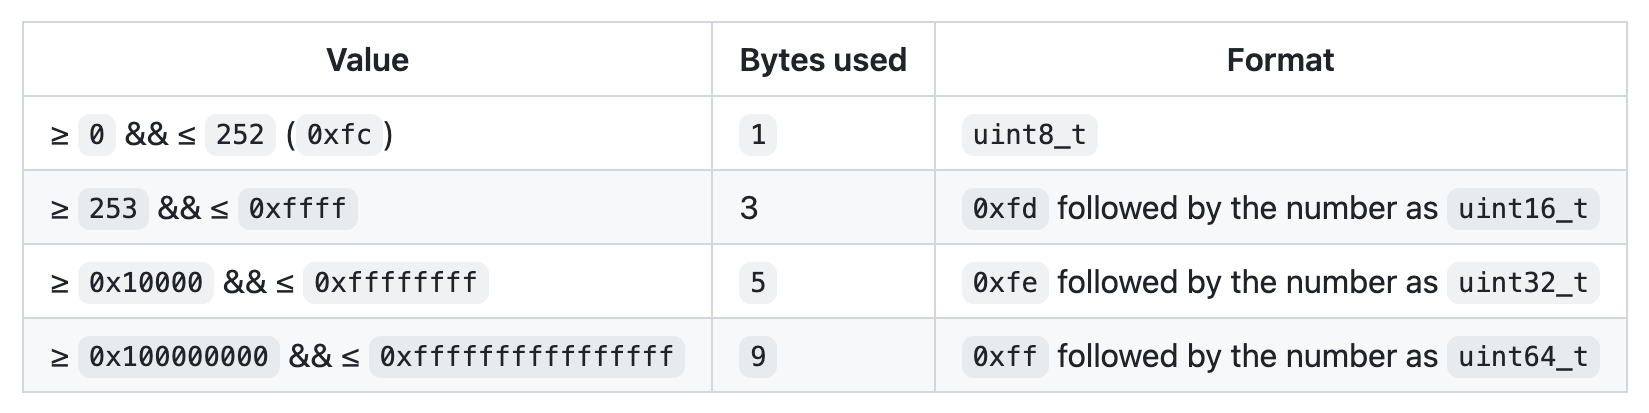 Value Bytes used Format
≥ 0 && ≤ 252 (0xfc) 1 uint8_t
≥ 253 && ≤ 0xffff 3 0xfd followed by the number as uint16_t
≥ 0x10000 && ≤ 0xffffffff 5 0xfe followed by the number as uint32_t
≥ 0x100000000 && ≤ 0xffffffffffffffff 9 0xff followed by the number as uint64_t